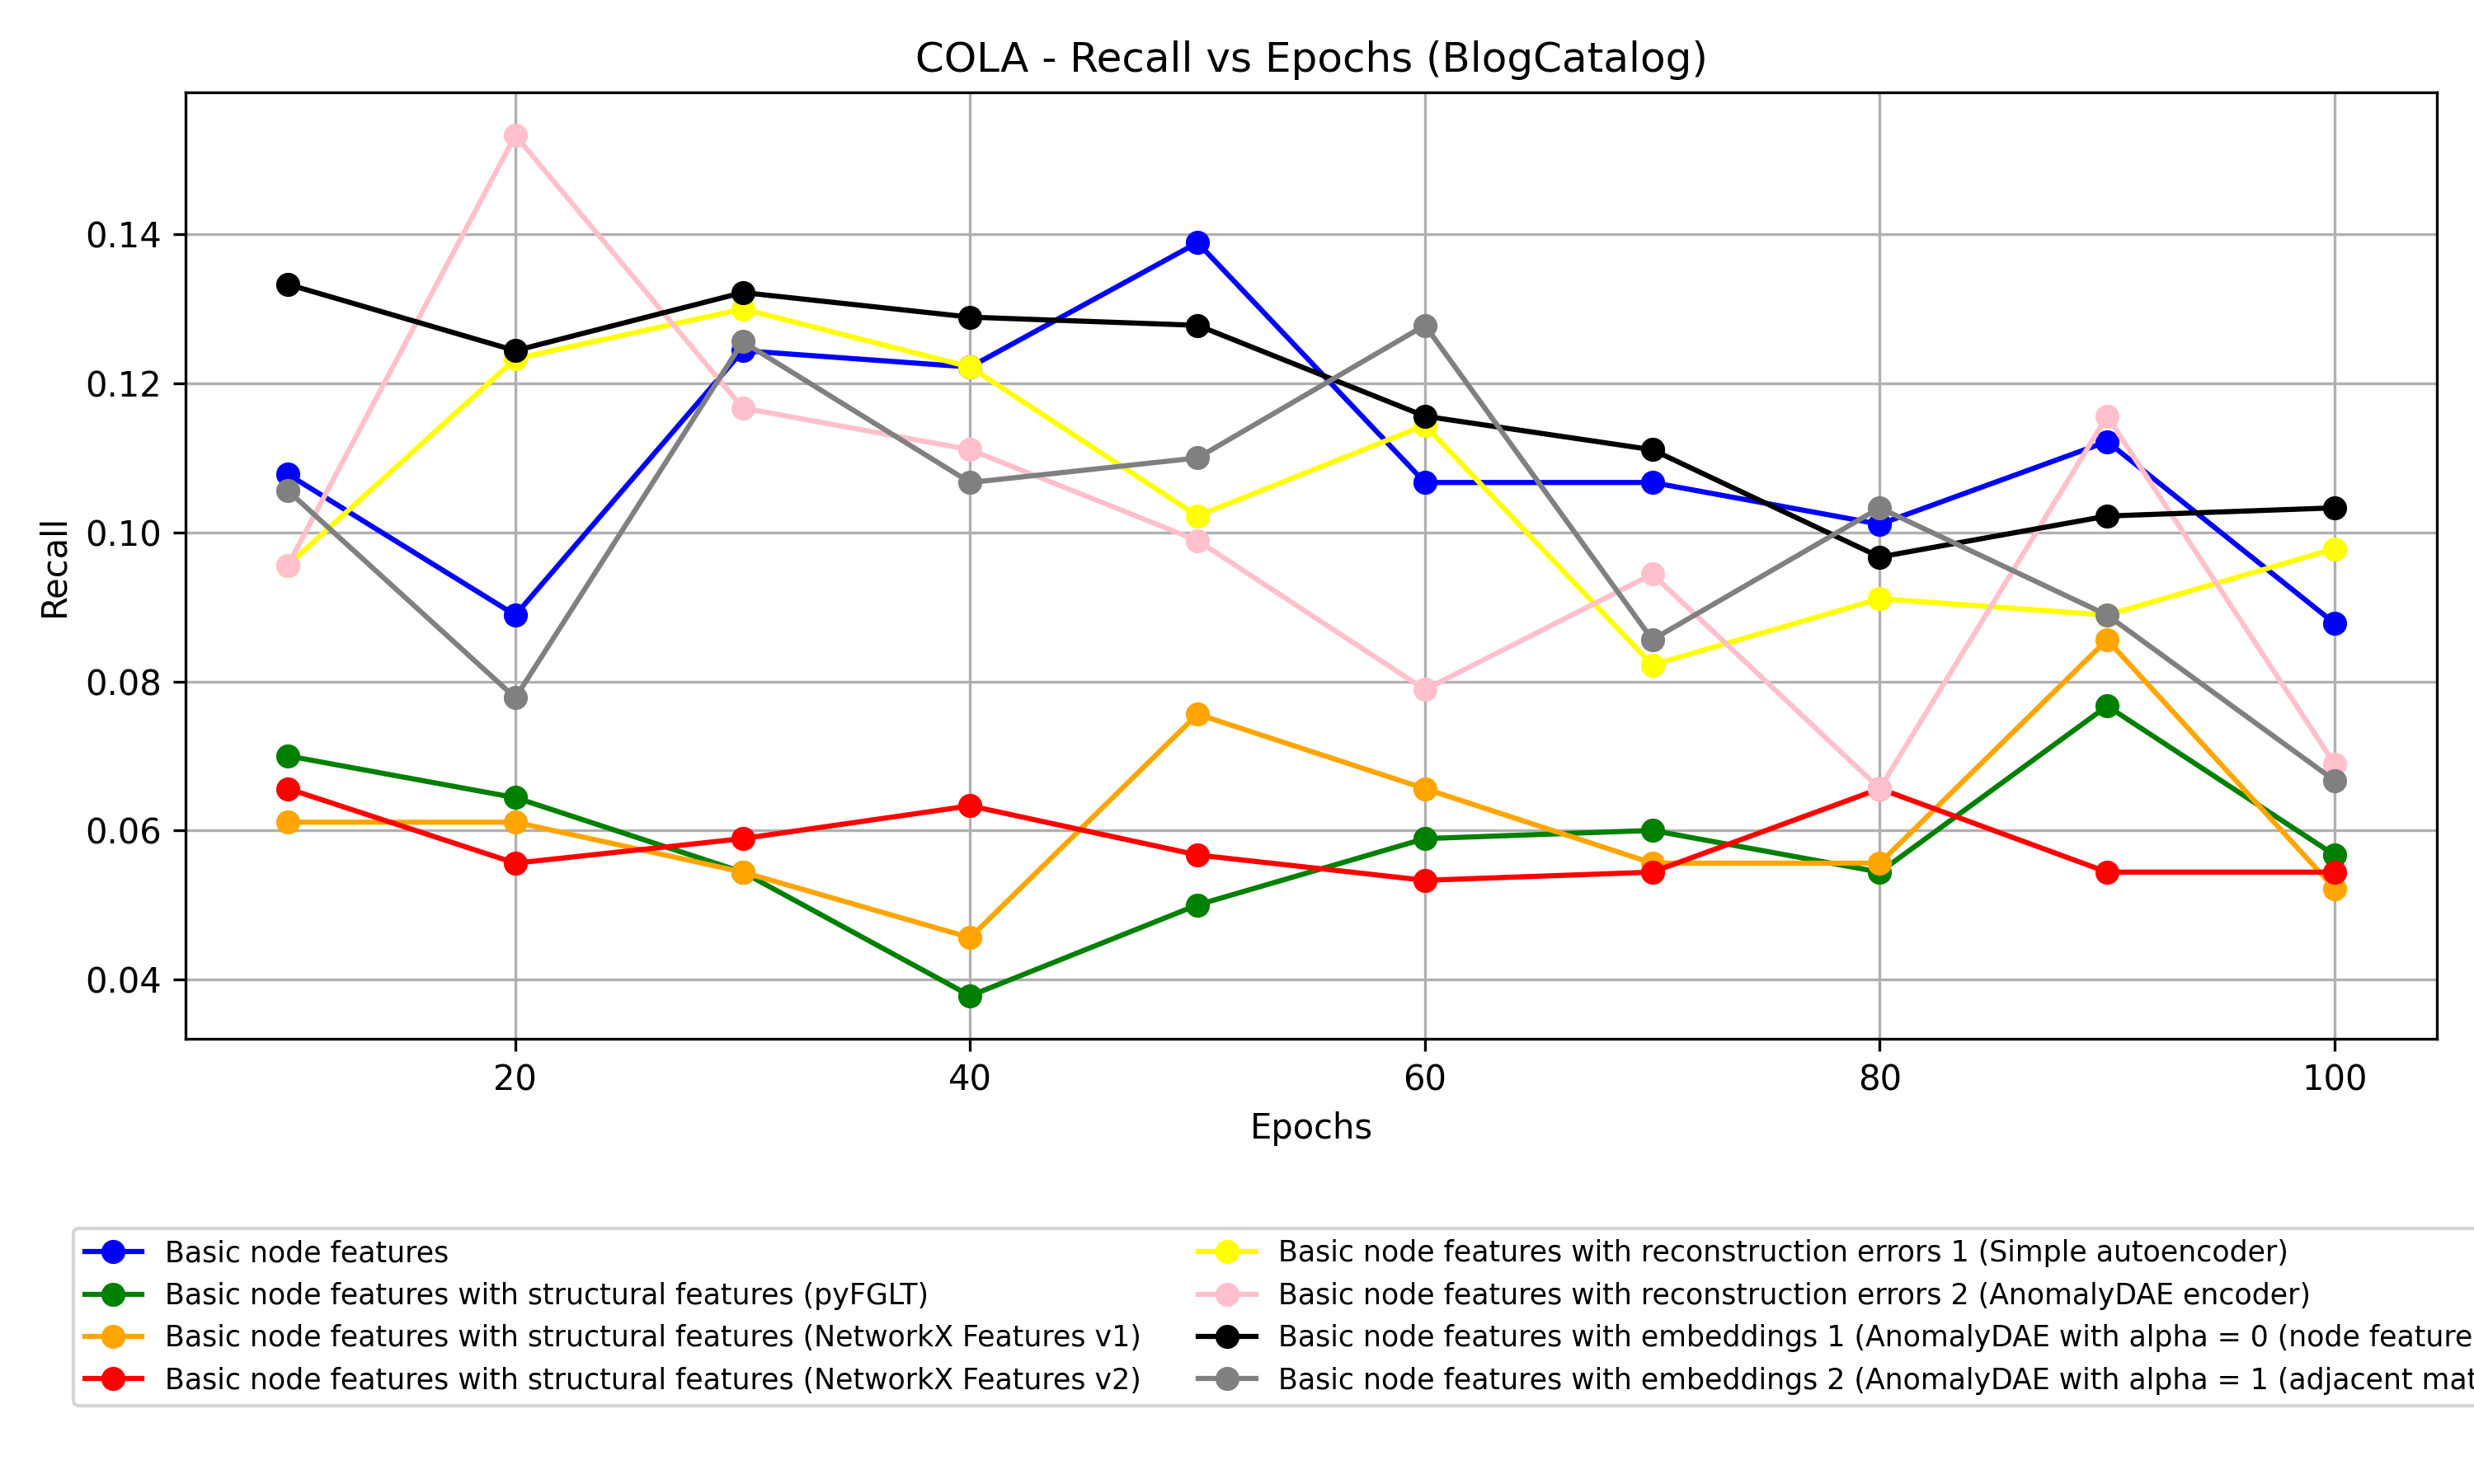 COLA - Recall vs Epochs (BlogCatalog)
0.14
0.12
0.10
0.08
0.06
0.04
Recall
20 40 60 80 100
Epochs
Basic node features
Basic node features with structural features (pyFGLT)
Basic node features with structural features (NetworkX Features v1)
Basic node features with structural features (NetworkX Features v2)
Basic node features with reconstruction errors 1 (Simple autoencoder)
Basic node features with reconstruction errors 2 (AnomalyDAE encoder)
Basic node features with embeddings 1 (AnomalyDAE with alpha = 0 (node feature
Basic node features with embeddings 2 (AnomalyDAE with alpha = 1 (adjacent mat